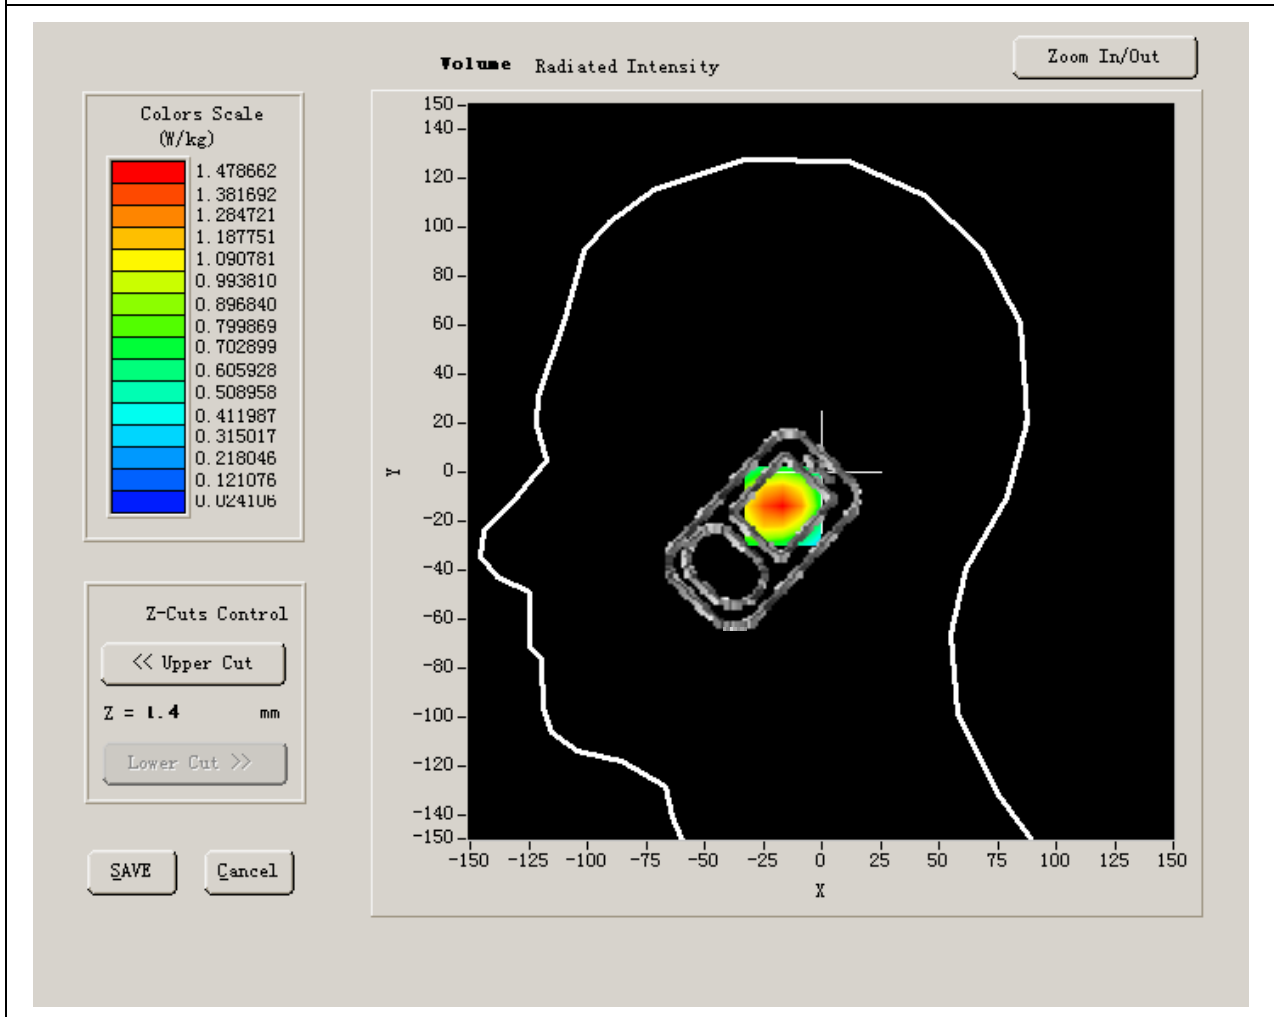 Volume Radiated Intensity
Zoom In/Out
Colors Scale
(W/kg)
1.478662
1.381692
1.284721
1.187751
1.090781
0.993810
0.896840
0.799869
0.702899
0.605928
0.508958
0.411987
0.315017
0.218046
0.121076
0.024106
Z-Cuts Control
<< Upper Cut
Z = 1.4 mm
Lower Cut >>
SAVE Cancel
150
140
120
100
80
60
40
20
0
-20
-40
-60
-80
-100
-120
-140
-150
Y
-150 -125 -100 -75 -50 -25 0 25 50 75 100 125 150
X